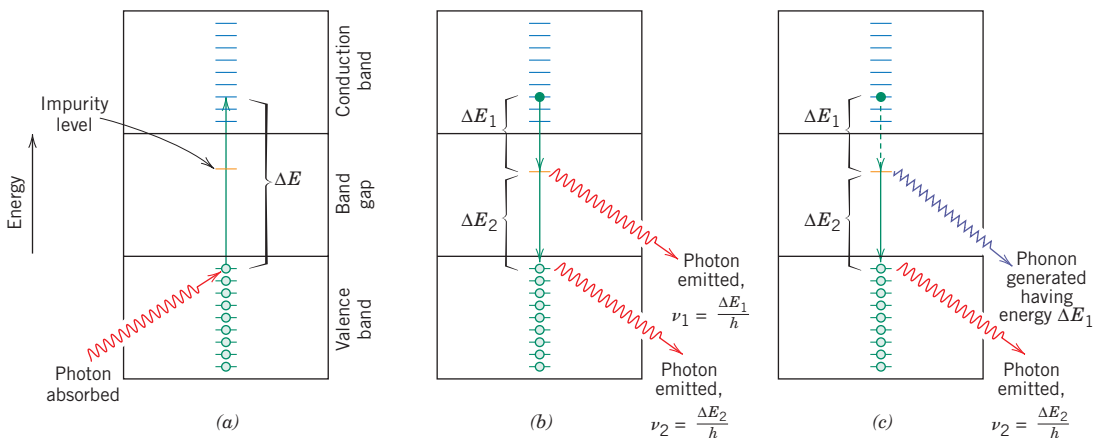 Energy
Impurity
level
ΔE
Photon
absorbed
Conduction
band
Band
gap
Valence
band
(a)
ΔE1
ΔE2
Photon
emitted,
ν1 = ΔE1/h
Photon
emitted,
ν2 = ΔE2/h
(b)
ΔE1
ΔE2
Phonon
generated
having
energy ΔE1
Photon
emitted,
ν2 = ΔE2/h
(c)